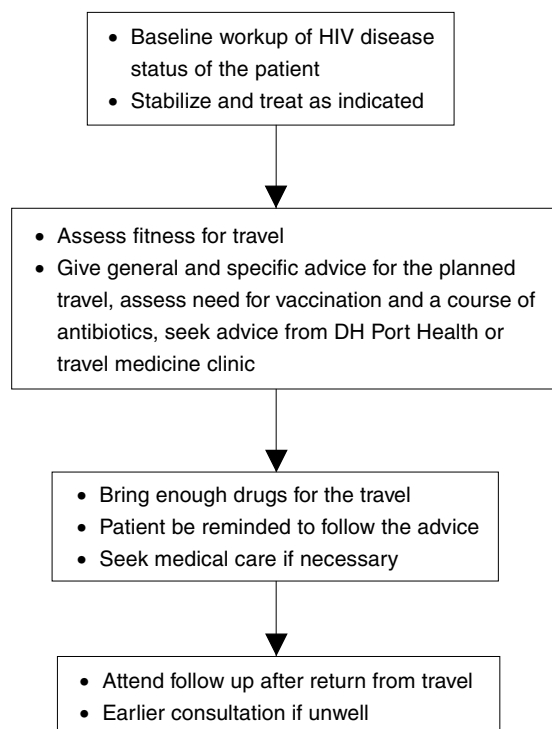 • Baseline workup of HIV disease
status of the patient
• Stabilize and treat as indicated
• Assess fitness for travel
• Give general and specific advice for the planned
travel, assess need for vaccination and a course of
antibiotics, seek advice from DH Port Health or
travel medicine clinic
• Bring enough drugs for the travel
• Patient be reminded to follow the advice
• Seek medical care if necessary
• Attend follow up after return from travel
• Earlier consultation if unwell